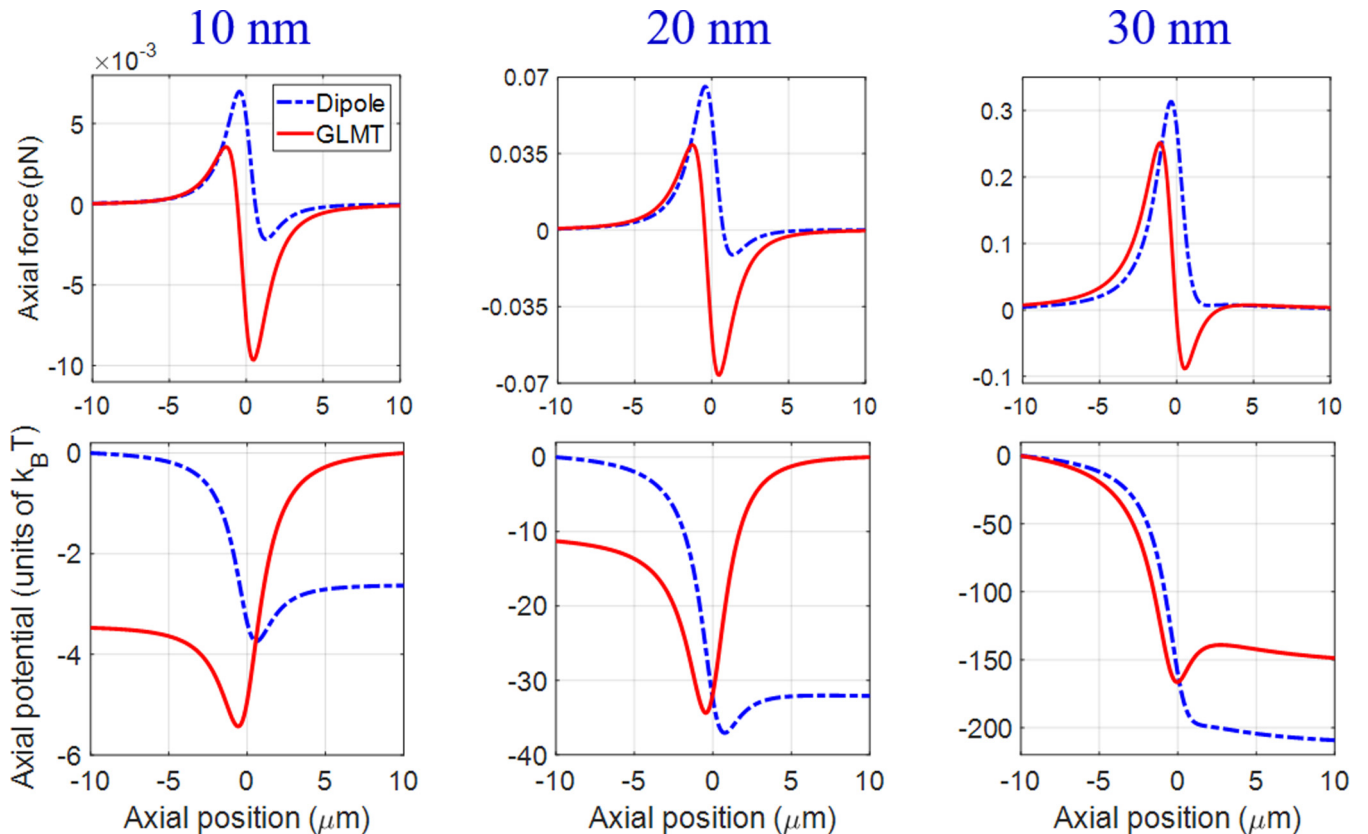 10 nm
20 nm
30 nm
×10⁻³
Dipole
GLMT
Axial force (pN)
5
0
-5
-10
-10 -5 0 5 10
0.07
0.035
0
-0.035
-0.07
-10 -5 0 5 10
0.3
0.2
0.1
0
-0.1
-10 -5 0 5 10
Axial potential (units of k_BT)
0
-2
-4
-6
-10 -5 0 5 10
Axial position (μm)
0
-10
-20
-30
-40
-10 -5 0 5 10
Axial position (μm)
0
-50
-100
-150
-200
-10 -5 0 5 10
Axial position (μm)